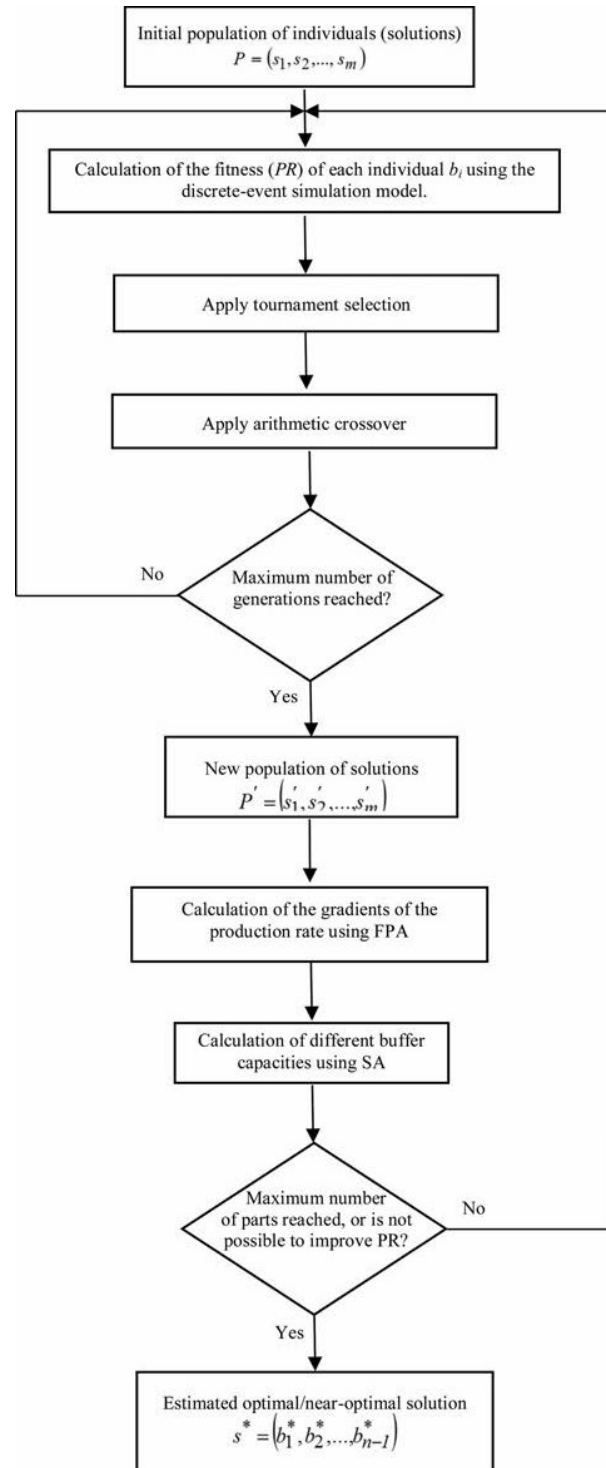 Initial population of individuals (solutions)
P = (s₁, s₂,..., sₘ)
Calculation of the fitness (PR) of each individual bᵢ using the
discrete-event simulation model.
Apply tournament selection
Apply arithmetic crossover
No
Maximum number of
generations reached?
Yes
New population of solutions
P' = (s'₁, s'₂,..., s'ₘ)
Calculation of the gradients of the
production rate using FPA
Calculation of different buffer
capacities using SA
Maximum number
of parts reached, or is not
possible to improve PR?
No
Yes
Estimated optimal/near-optimal solution
s* = (b₁*, b₂*,..., bₙ₋₁*)